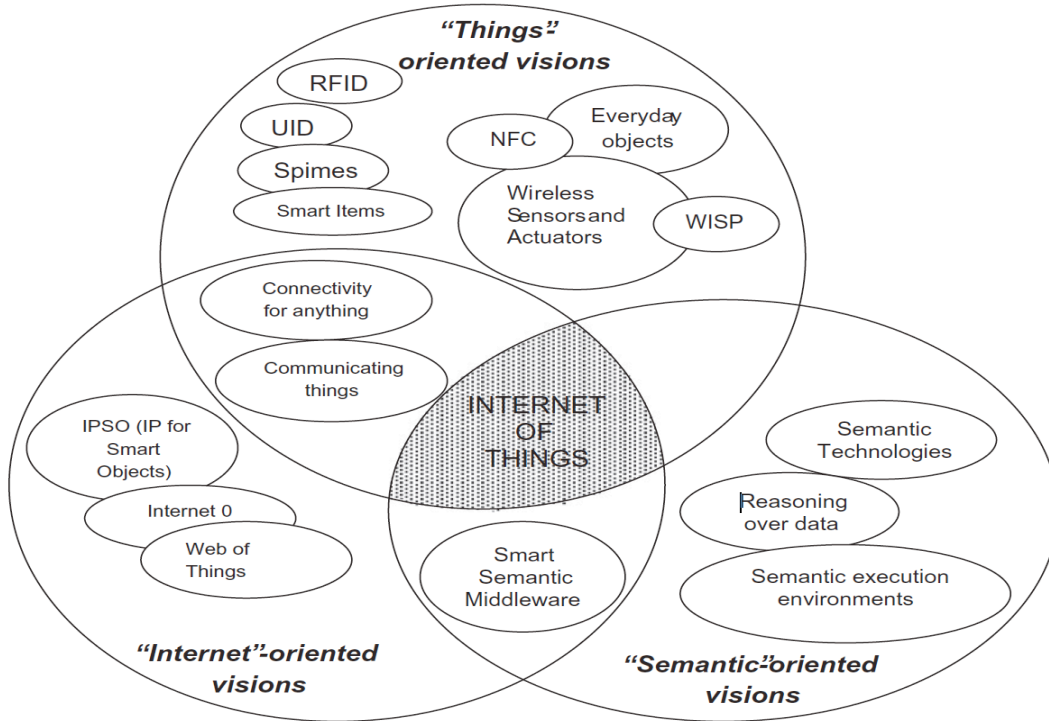 “Things”-
oriented visions
RFID
UID
Spimes
Smart Items
NFC
Everyday
objects
Wireless
Sensors and
Actuators
WISP
Connectivity
for anything
Communicating
things
INTERNET
OF
THINGS
IPSO (IP for
Smart
Objects)
Internet 0
Web of
Things
Semantic
Technologies
Reasoning
over data
Semantic execution
environments
Smart
Semantic
Middleware
“Internet”-oriented
visions
“Semantic”-oriented
visions